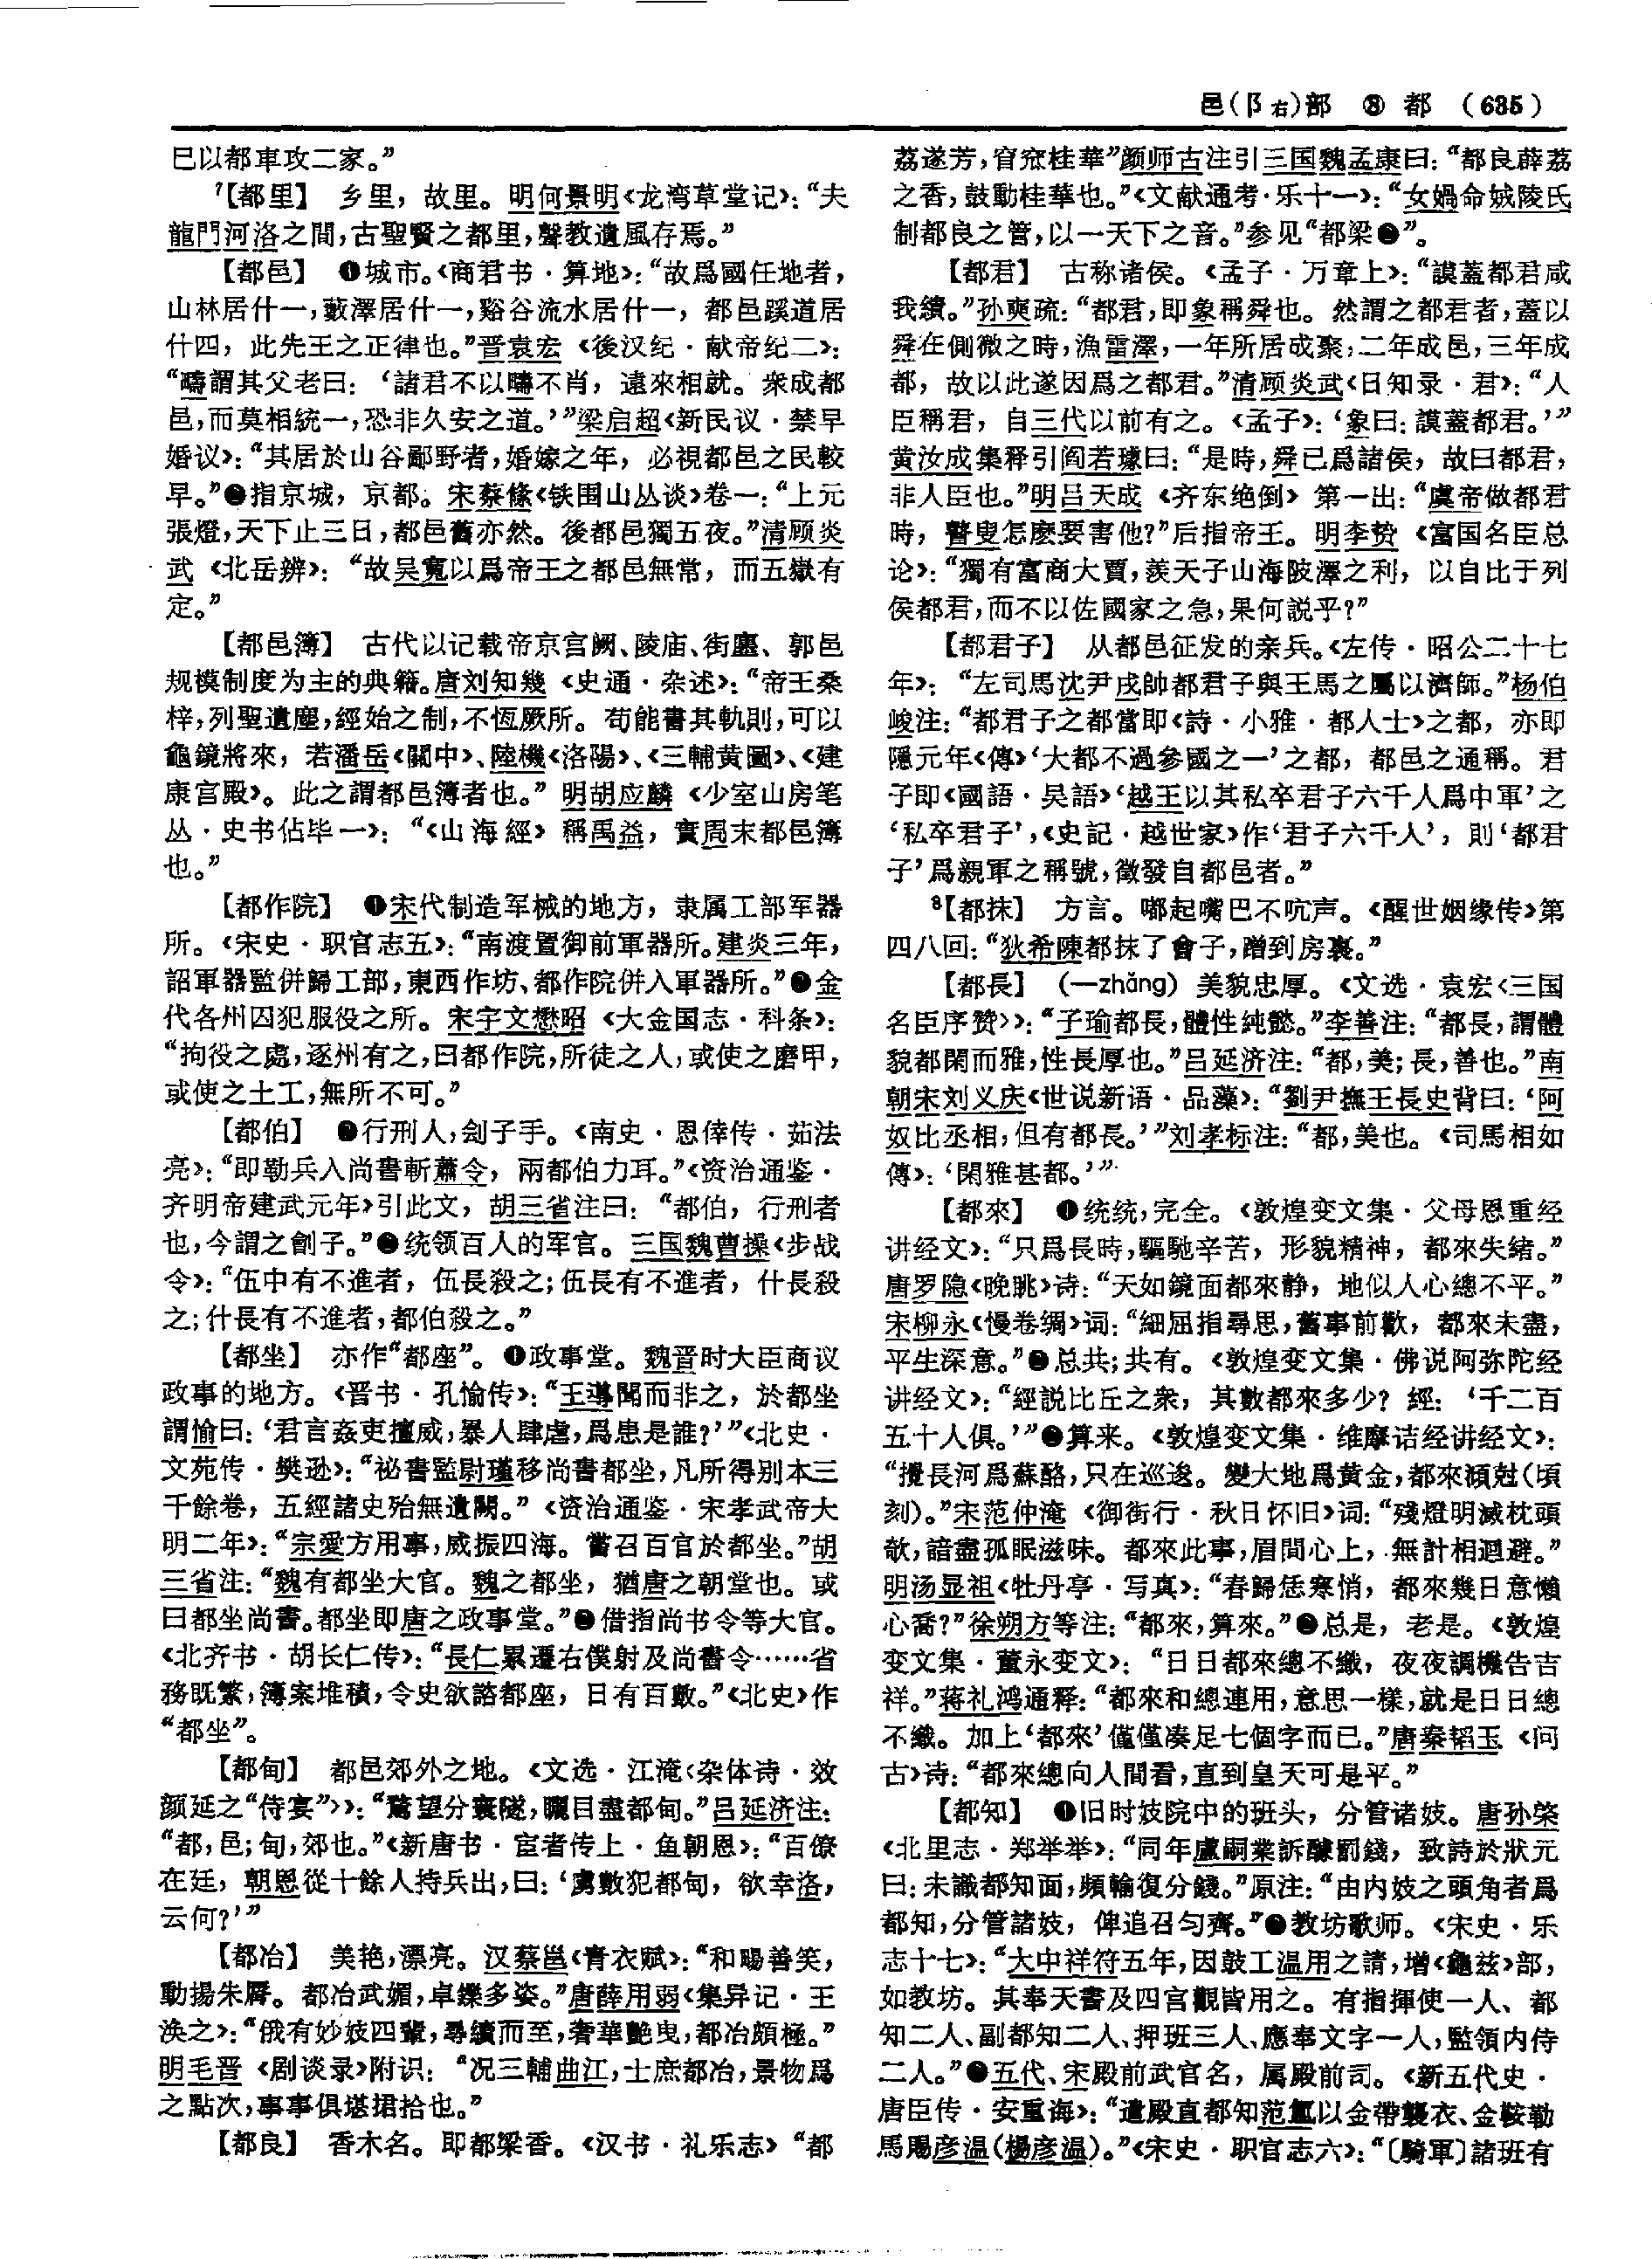 邑(阝右)部 ⑧ 都 (635)
已以都車攻二家。”
⁷【都里】 乡里，故里。明何景明《龙湾草堂记》：“夫
龍門河洛之間，古聖賢之都里，聲教遺風存焉。”
【都邑】 ❶城市。《商君书·算地》：“故爲國任地者，
山林居什一，藪澤居什一，谿谷流水居什一，都邑蹊道居
什四，此先王之正律也。”晋袁宏《後汉纪·献帝纪二》：
“疇謂其父老曰：‘諸君不以疇不肖，遠來相就。衆成都
邑，而莫相統一，恐非久安之道。’”梁启超《新民议·禁早
婚议》：“其居於山谷鄙野者，婚嫁之年，必視都邑之民較
早。”❷指京城，京都。宋蔡絛《铁围山丛谈》卷一：“上元
張燈，天下止三日，都邑舊亦然。後都邑獨五夜。”清顾炎
武《北岳辨》：“故吴寬以爲帝王之都邑無常，而五嶽有
定。”
【都邑簿】 古代以记载帝京宫阙、陵庙、街廛、郭邑
规模制度为主的典籍。唐刘知幾《史通·杂述》：“帝王桑
梓，列聖遺塵，經始之制，不恆厥所。苟能書其軌則，可以
龜鏡將來，若潘岳《關中》、陸機《洛陽》、《三輔黄圖》、《建
康宫殿》。此之謂都邑簿者也。”明胡应麟《少室山房笔
丛·史书佔毕一》：“《山海經》稱禹益，實周末都邑簿
也。”
【都作院】 ❶宋代制造军械的地方，隶属工部军器
所。《宋史·职官志五》：“南渡置御前軍器所。建炎三年，
詔軍器監併歸工部，東西作坊、都作院併入軍器所。”❷金
代各州囚犯服役之所。宋宇文懋昭《大金国志·科条》：
“拘役之處，逐州有之，曰都作院，所徒之人，或使之磨甲，
或使之土工，無所不可。”
【都伯】 ❶行刑人，刽子手。《南史·恩倖传·茹法
亮》：“即勒兵入尚書斬蕭令，兩都伯力耳。”《资治通鉴·
齐明帝建武元年》引此文，胡三省注曰：“都伯，行刑者
也，今謂之劊子。”❷统领百人的军官。三国魏曹操《步战
令》：“伍中有不進者，伍長殺之；伍長有不進者，什長殺
之；什長有不進者，都伯殺之。”
【都坐】 亦作“都座”。❶政事堂。魏晋时大臣商议
政事的地方。《晋书·孔愉传》：“王導聞而非之，於都坐
謂愉曰：‘君言姦吏擅威，暴人肆虐，爲患是誰？’”《北史·
文苑传·樊逊》：“祕書監尉瑾移尚書都坐，凡所得别本三
千餘卷，五經諸史殆無遺闕。”《资治通鉴·宋孝武帝大
明二年》：“宗愛方用事，威振四海。嘗召百官於都坐。”胡
三省注：“魏有都坐大官。魏之都坐，猶唐之朝堂也。或
曰都坐尚書。都坐即唐之政事堂。”❷借指尚书令等大官。
《北齐书·胡长仁传》：“長仁累遷右僕射及尚書令……省
務既繁，簿案堆積，令史欲諮都座，日有百數。”《北史》作
“都坐”。
【都甸】 都邑郊外之地。《文选·江淹〈杂体诗·效
颜延之“侍宴”〉》：“鶩望分寰隧，矖目盡都甸。”吕延济注：
“都，邑；甸，郊也。”《新唐书·宦者传上·鱼朝恩》：“百僚
在廷，朝恩從十餘人持兵出，曰：‘虜數犯都甸，欲幸洛，
云何？’”
【都冶】 美艳，漂亮。汉蔡邕《青衣赋》：“和暢善笑，
動揚朱脣。都冶武媚，卓鑠多姿。”唐薛用弱《集异记·王
涣之》：“俄有妙妓四輩，尋續而至，奢華艷曳，都冶頗極。”
明毛晋《剧谈录》附识：“况三輔曲江，士庶都冶，景物爲
之點次，事事俱堪捃拾也。”
【都良】 香木名。即都梁香。《汉书·礼乐志》“都
荔遂芳，窅窊桂華”颜师古注引三国魏孟康曰：“都良薜荔
之香，鼓動桂華也。”《文献通考·乐十一》：“女媧命娀陵氏
制都良之管，以一天下之音。”参见“都梁❷”。
【都君】 古称诸侯。《孟子·万章上》：“謨蓋都君咸
我績。”孙奭疏：“都君，即象稱舜也。然謂之都君者，蓋以
舜在側微之時，漁雷澤，一年所居成聚，二年成邑，三年成
都，故以此遂因爲之都君。”清顾炎武《日知录·君》：“人
臣稱君，自三代以前有之。《孟子》：‘象曰：謨蓋都君。’”
黄汝成集释引阎若璩曰：“是時，舜已爲諸侯，故曰都君，
非人臣也。”明吕天成《齐东绝倒》第一出：“虞帝做都君
時，瞽叟怎麽要害他？”后指帝王。明李贽《富国名臣总
论》：“獨有富商大賈，羨天子山海陂澤之利，以自比于列
侯都君，而不以佐國家之急，果何説乎？”
【都君子】 从都邑征发的亲兵。《左传·昭公二十七
年》：“左司馬沈尹戌帥都君子與王馬之屬以濟師。”杨伯
峻注：“都君子之都當即《詩·小雅·都人士》之都，亦即
隱元年《傳》‘大都不過參國之一’之都，都邑之通稱。君
子即《國語·吴語》‘越王以其私卒君子六千人爲中軍’之
‘私卒君子’，《史記·越世家》作‘君子六千人’，則‘都君
子’爲親軍之稱號，徵發自都邑者。”
⁸【都抹】 方言。嘟起嘴巴不吭声。《醒世姻缘传》第
四八回：“狄希陳都抹了會子，蹭到房裏。”
【都長】 (—zhǎng) 美貌忠厚。《文选·袁宏〈三国
名臣序赞〉》：“子瑜都長，體性純懿。”李善注：“都長，謂體
貌都閑而雅，性長厚也。”吕延济注：“都，美；長，善也。”南
朝宋刘义庆《世说新语·品藻》：“劉尹撫王長史背曰：‘阿
奴比丞相，但有都長。’”刘孝标注：“都，美也。《司馬相如
傳》：‘閑雅甚都。’”
【都來】 ❶统统，完全。《敦煌变文集·父母恩重经
讲经文》：“只爲長時，驅馳辛苦，形貌精神，都來失緒。”
唐罗隐《晚眺》诗：“天如鏡面都來静，地似人心總不平。”
宋柳永《慢卷䌷》词：“細屈指尋思，舊事前歡，都來未盡，
平生深意。”❷总共；共有。《敦煌变文集·佛说阿弥陀经
讲经文》：“經説比丘之衆，其數都來多少？經：‘千二百
五十人俱。’”❸算来。《敦煌变文集·维摩诘经讲经文》：
“攪長河爲蘇酪，只在巡逡。變大地爲黄金，都來傾尅（頃
刻）。”宋范仲淹《御街行·秋日怀旧》词：“殘燈明滅枕頭
欹，諳盡孤眠滋味。都來此事，眉間心上，無計相迴避。”
明汤显祖《牡丹亭·写真》：“春歸恁寒悄，都來幾日意懶
心喬？”徐朔方等注：“都來，算來。”❹总是，老是。《敦煌
变文集·董永变文》：“日日都來總不織，夜夜調機告吉
祥。”蒋礼鸿通释：“都來和總連用，意思一樣，就是日日總
不織。加上‘都來’僅僅凑足七個字而已。”唐秦韬玉《问
古》诗：“都來總向人間看，直到皇天可是平。”
【都知】 ❶旧时妓院中的班头，分管诸妓。唐孙棨
《北里志·郑举举》：“同年盧嗣業訴醵罰錢，致詩於狀元
曰：未識都知面，頻輸復分錢。”原注：“由内妓之頭角者爲
都知，分管諸妓，俾追召匀齊。”❷教坊歌师。《宋史·乐
志十七》：“大中祥符五年，因鼓工温用之請，增《龜兹》部，
如教坊。其奉天書及四宫觀皆用之。有指揮使一人、都
知二人、副都知二人、押班三人、應奉文字一人，監領内侍
二人。”❸五代、宋殿前武官名，属殿前司。《新五代史·
唐臣传·安重诲》：“遣殿直都知范氲以金帶襲衣、金鞍勒
馬賜彦温（楊彦温）。”《宋史·职官志六》：“〔騎軍〕諸班有